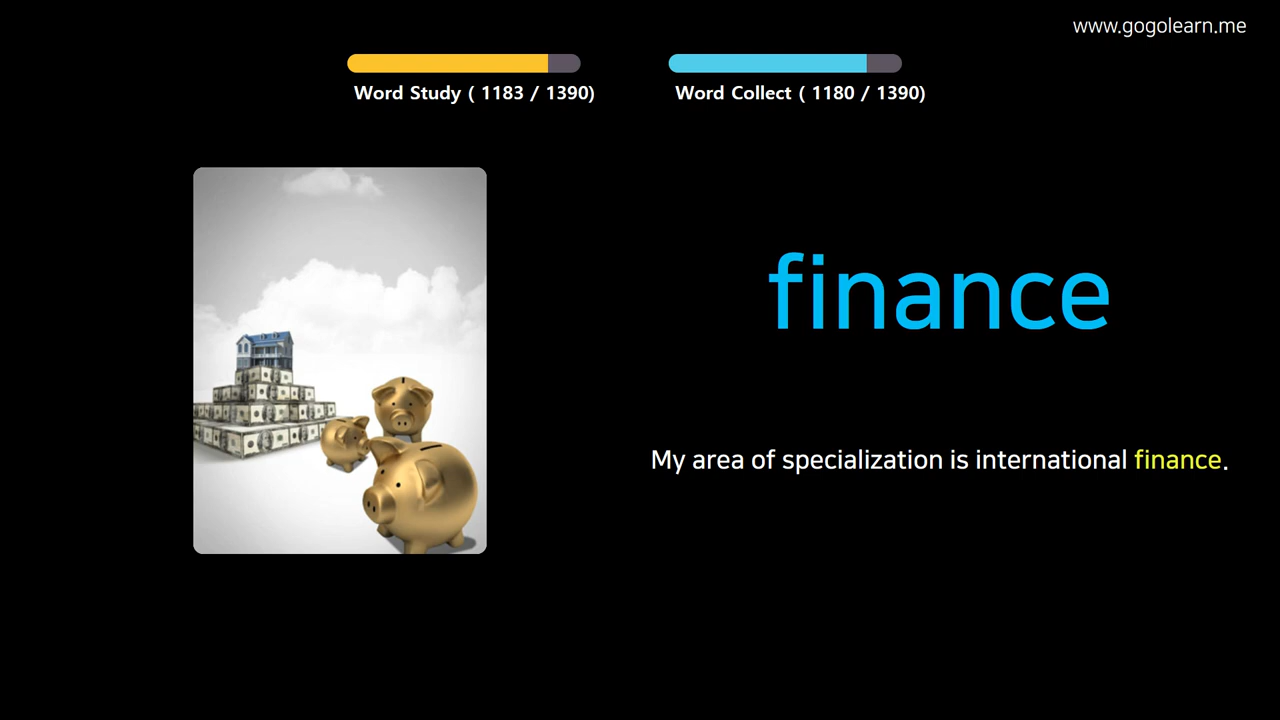 www.gogolearn.me
Word Study ( 1183 / 1390)
Word Collect ( 1180 / 1390)
finance
My area of specialization is international finance.